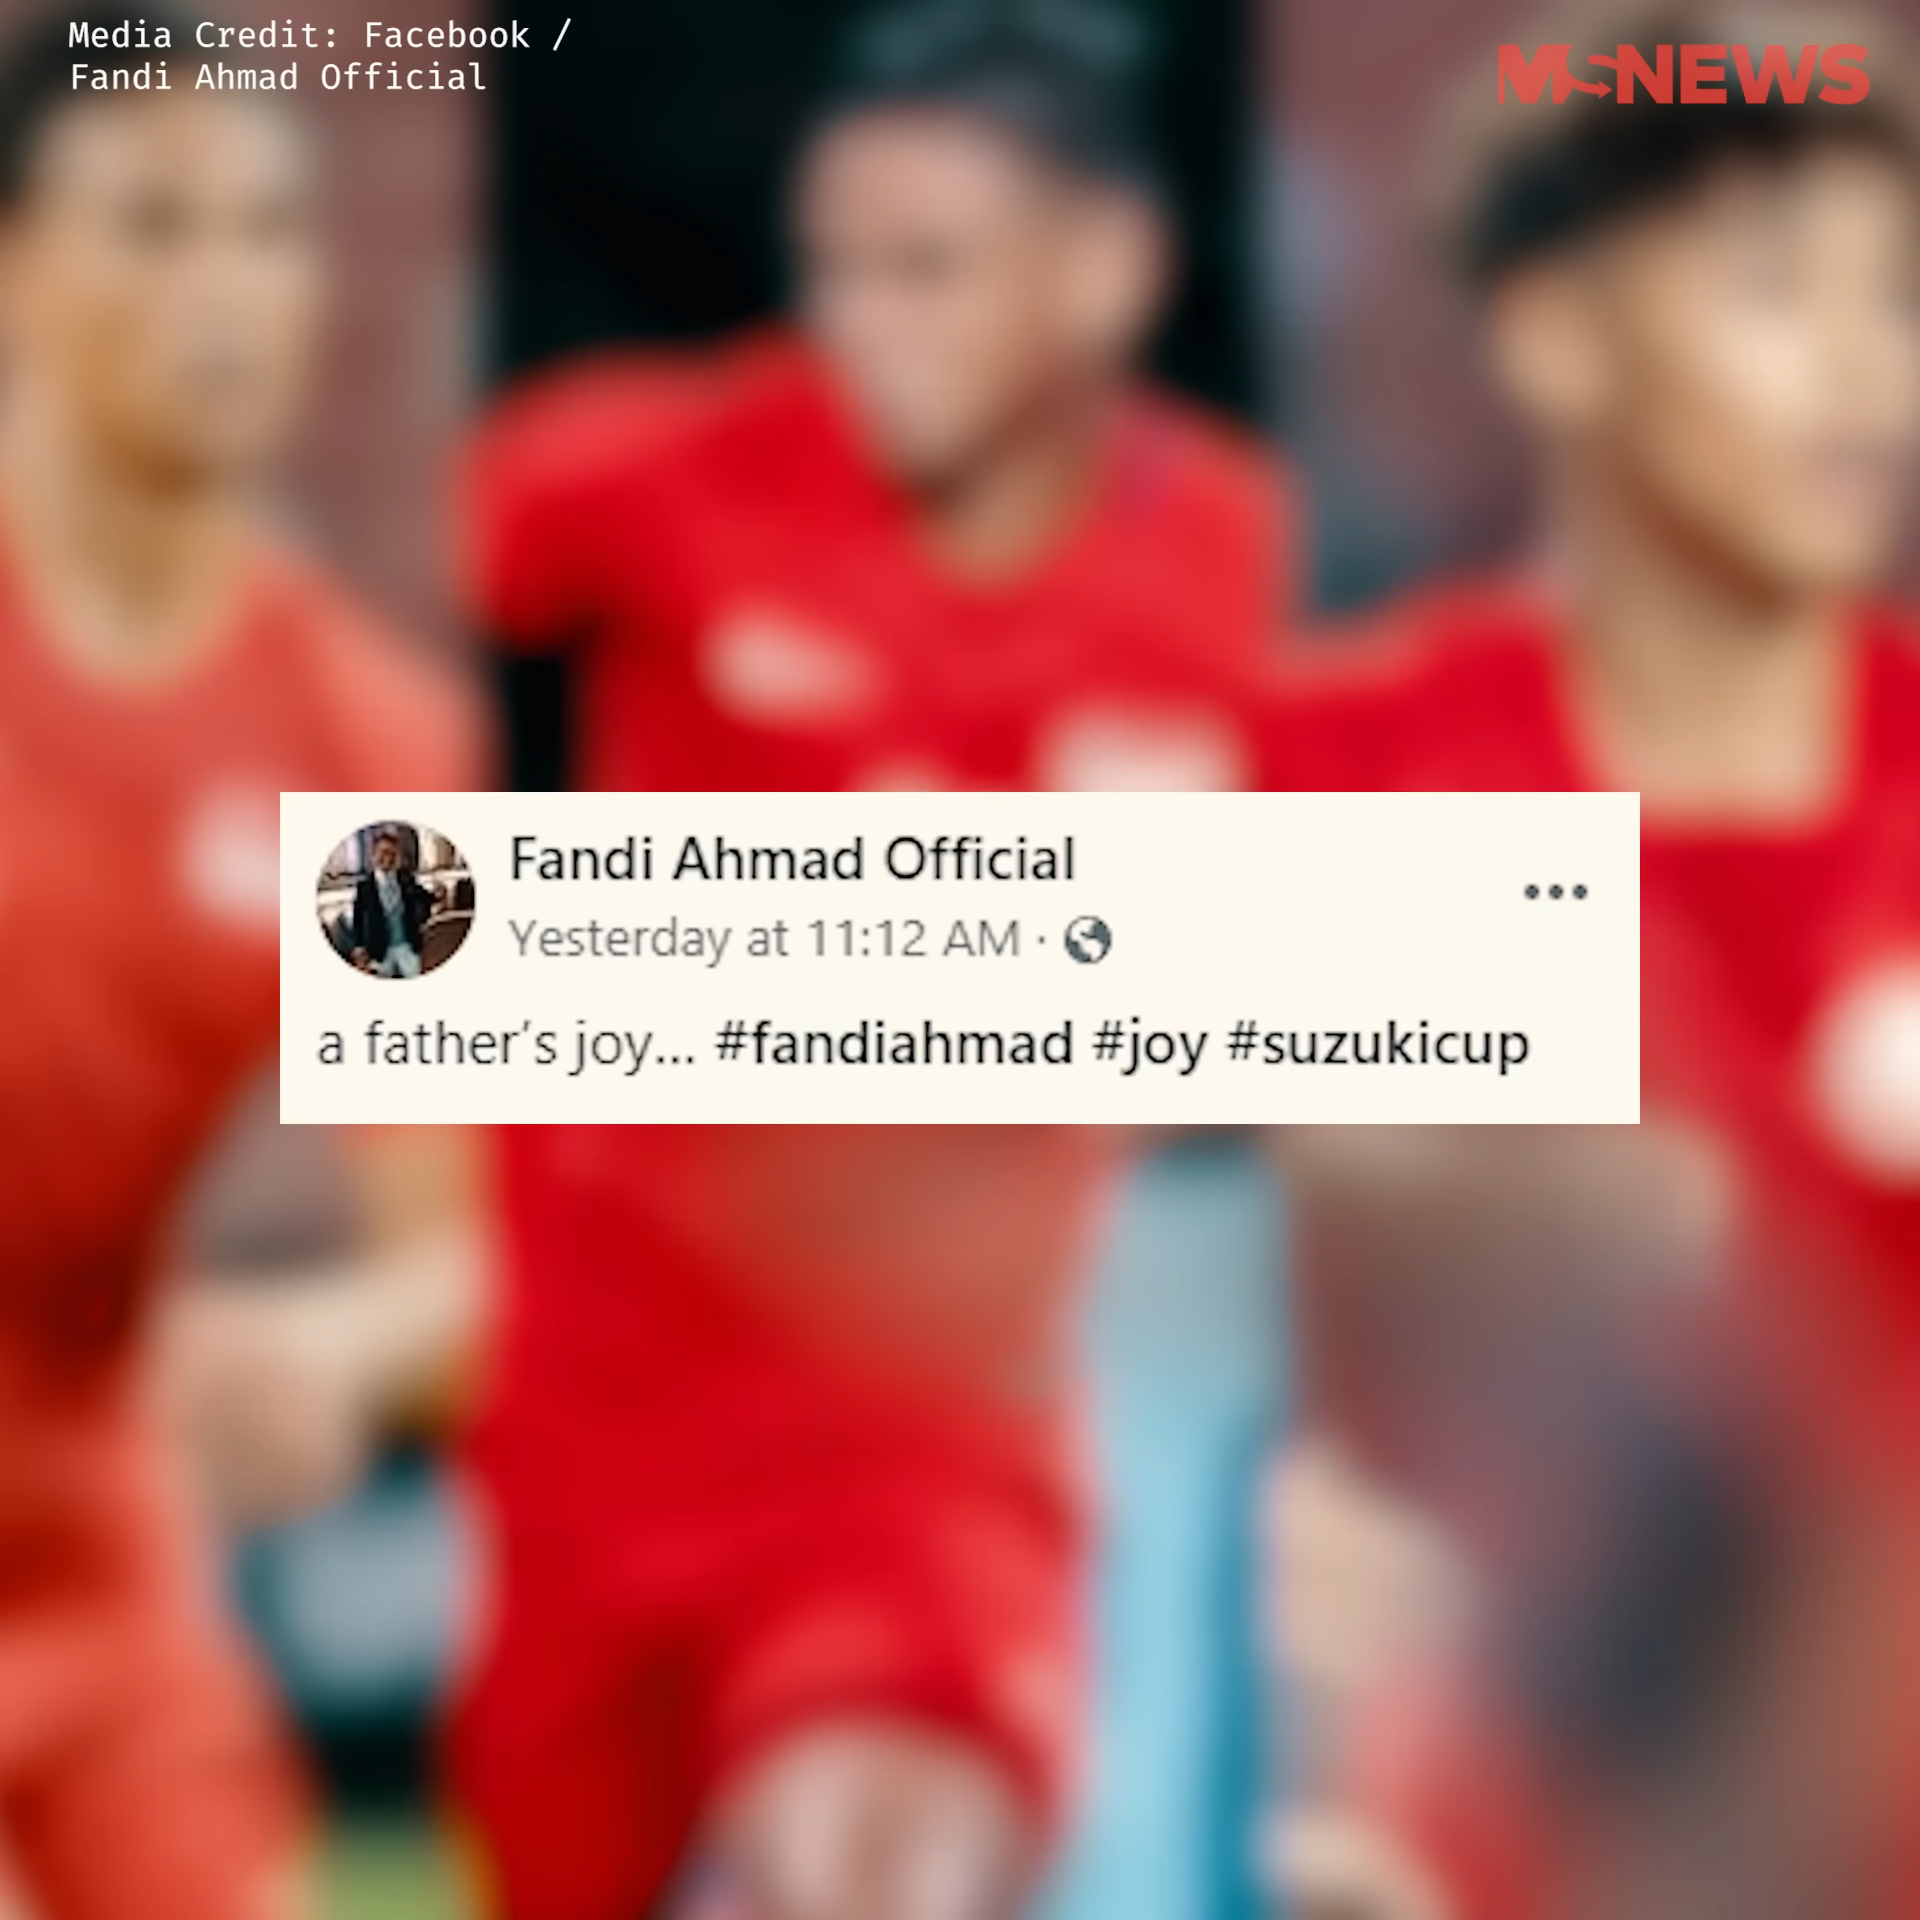 Media Credit: Facebook /
Fandi Ahmad Official
MSNEWS
Fandi Ahmad Official
Yesterday at 11:12 AM ·
a father's joy... #fandiahmad #joy #suzukicup